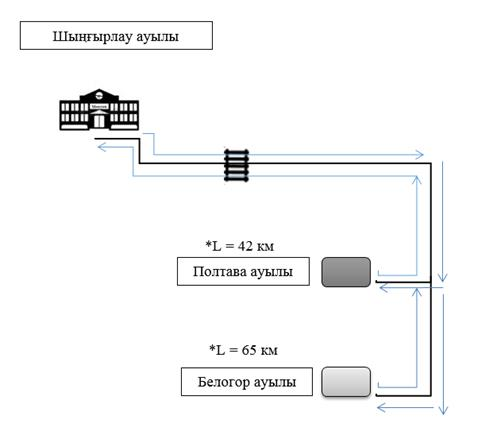 Шыңғырлау ауылы
*L = 42 км
Полтава ауылы
*L = 65 км
Белогор ауылы